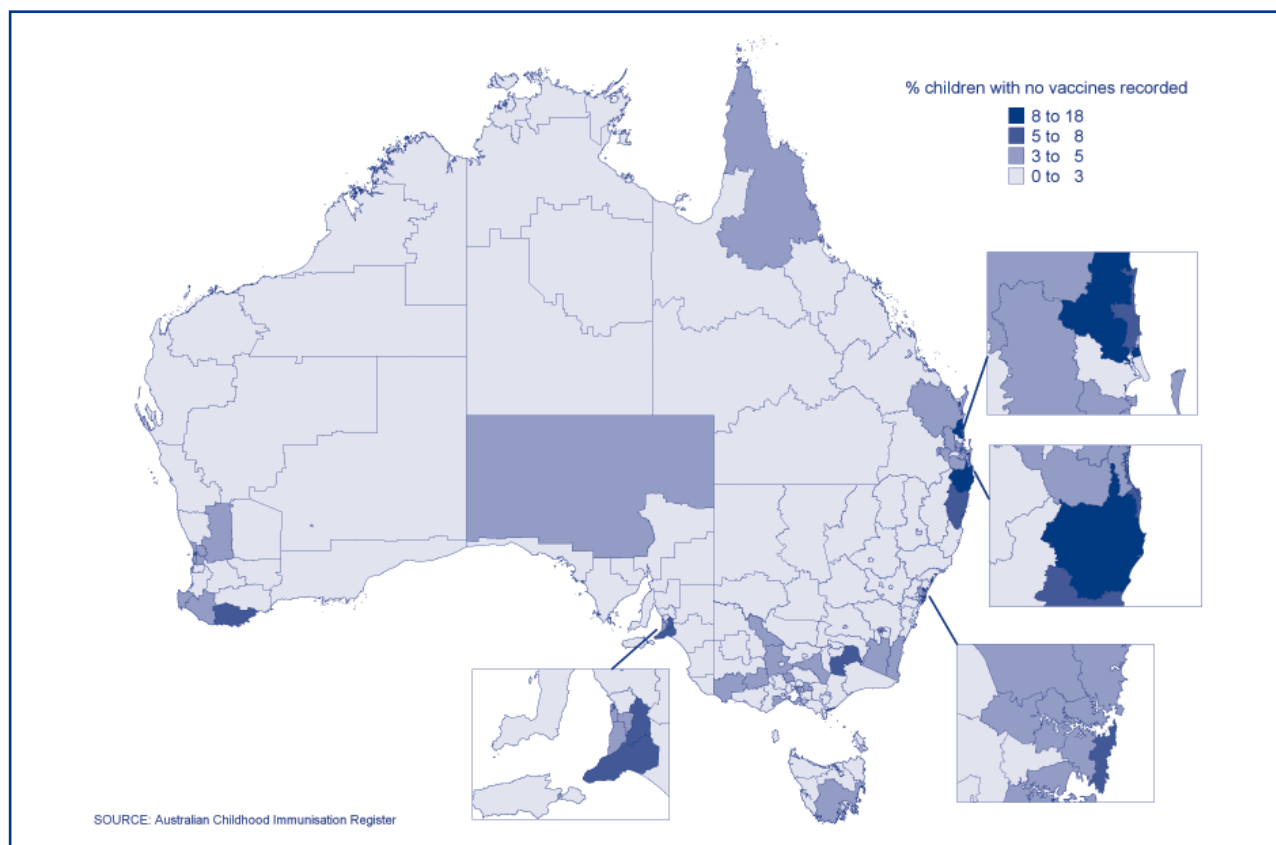 % children with no vaccines recorded
8 to 18
5 to 8
3 to 5
0 to 3
SOURCE: Australian Childhood Immunisation Register